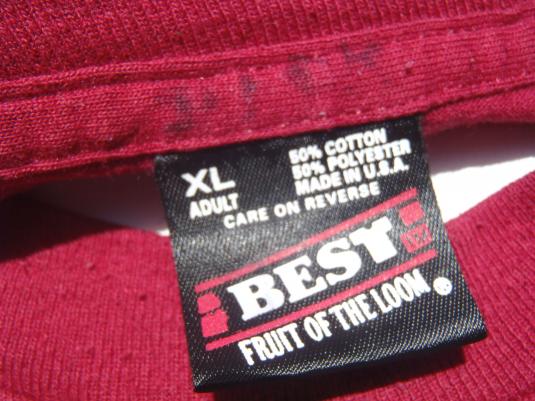 XL
ADULT
50% COTTON
50% POLYESTER
MADE IN U.S.A.
CARE ON REVERSE
BEST
FRUIT OF THE LOOM ®